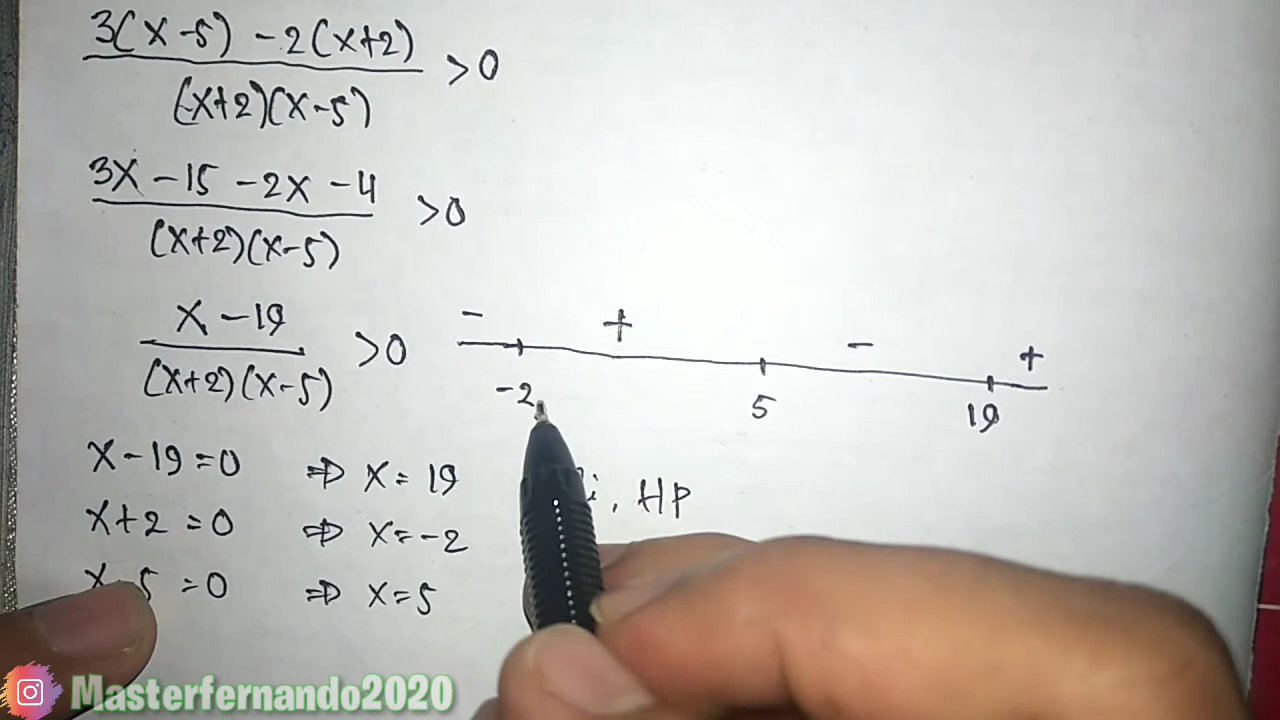 3(x-5) - 2(x+2)
> 0
(x+2)(x-5)
3x - 15 - 2x - 4
> 0
(x+2)(x-5)
x - 19
> 0
(x+2)(x-5)
- + - +
-2 5 19
x - 19 = 0 ⇒ x = 19
x + 2 = 0 ⇒ x = -2
x - 5 = 0 ⇒ x = 5
, HP
Masterfernando2020